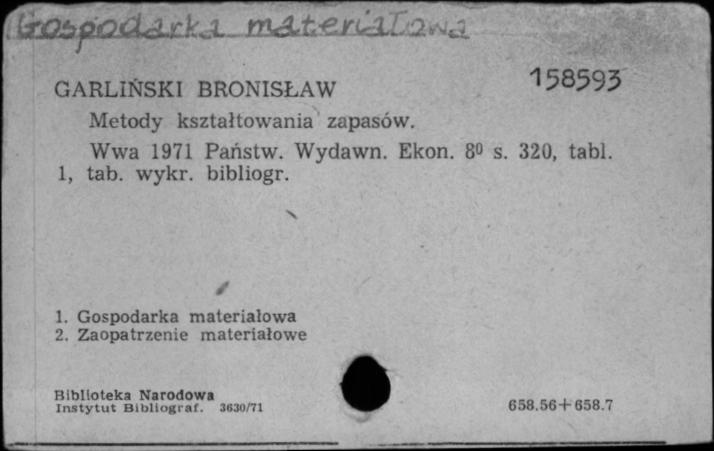 Gospodarka materiałowa
158593
GARLIŃSKI BRONISŁAW
Metody kształtowania zapasów.
Wwa 1971 Państw. Wydawn. Ekon. 8⁰ s. 320, tabl.
1, tab. wykr. bibliogr.
1. Gospodarka materiałowa
2. Zaopatrzenie materiałowe
Biblioteka Narodowa
Instytut Bibliograf. 3630/71
658.56+658.7